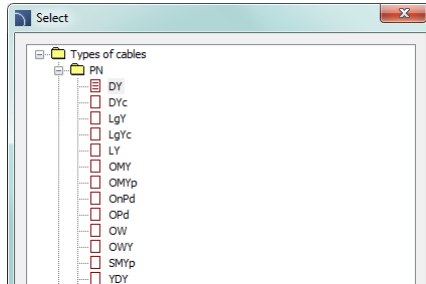 Select
Types of cables
PN
DY
DYc
LgY
LgYc
LY
OMY
OMYp
OnPd
OPd
OW
OWY
SMYp
YDY